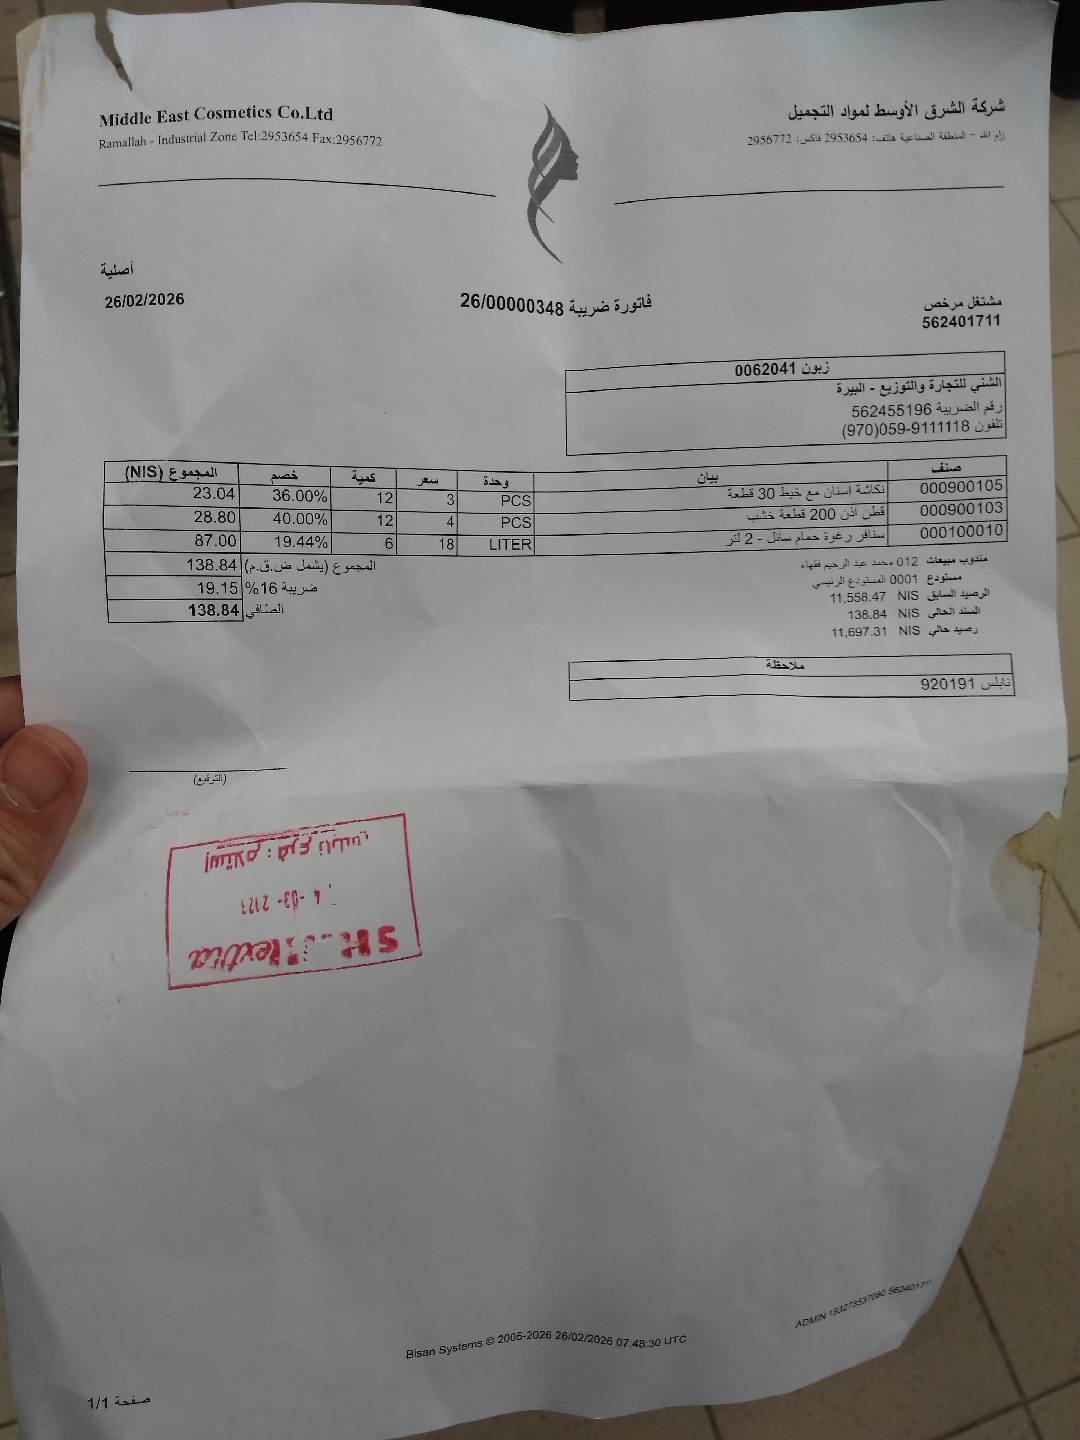 Middle East Cosmetics Co.Ltd
Ramallah - Industrial Zone Tel:2953654 Fax:2956772
شركة الشرق الأوسط لمواد التجميل
رام الله - المنطقة الصناعية هاتف: 2953654 فاكس: 2956772
أصلية
26/02/2026
فاتورة ضريبة 26/00000348
مشتغل مرخص
562401711
زبون 0062041
الشني للتجارة والتوزيع - البيرة
رقم الضريبة 562455196
تلفون 059-9111118(970)
صنف بيان وحدة سعر كمية خصم المجموع (NIS)
000900105 نكاشة اسنان مع خيط 30 قطعة PCS 3 12 36.00% 23.04
000900103 قطن اذن 200 قطعة خشب PCS 4 12 40.00% 28.80
000100010 سنافر رغوة حمام سائل - 2 لتر LITER 18 6 19.44% 87.00
المجموع (يشمل ض.ق.م) 138.84
ضريبة 16% 19.15
الصافي 138.84
مندوب مبيعات 012 محمد عبد الرحيم فقهاء
مستودع 0001 المستودع الرئيسي
الرصيد السابق NIS 11,558.47
السند الحالي NIS 138.84
رصيد حالي NIS 11,697.31
ملاحظة
نابلس 920191
(التوقيع)
إستلام : فرع نابلس
Bisan Systems © 2005-2026 26/02/2026 07:48:30 UTC
ADMIN 193273537080 562401711
صفحة 1/1